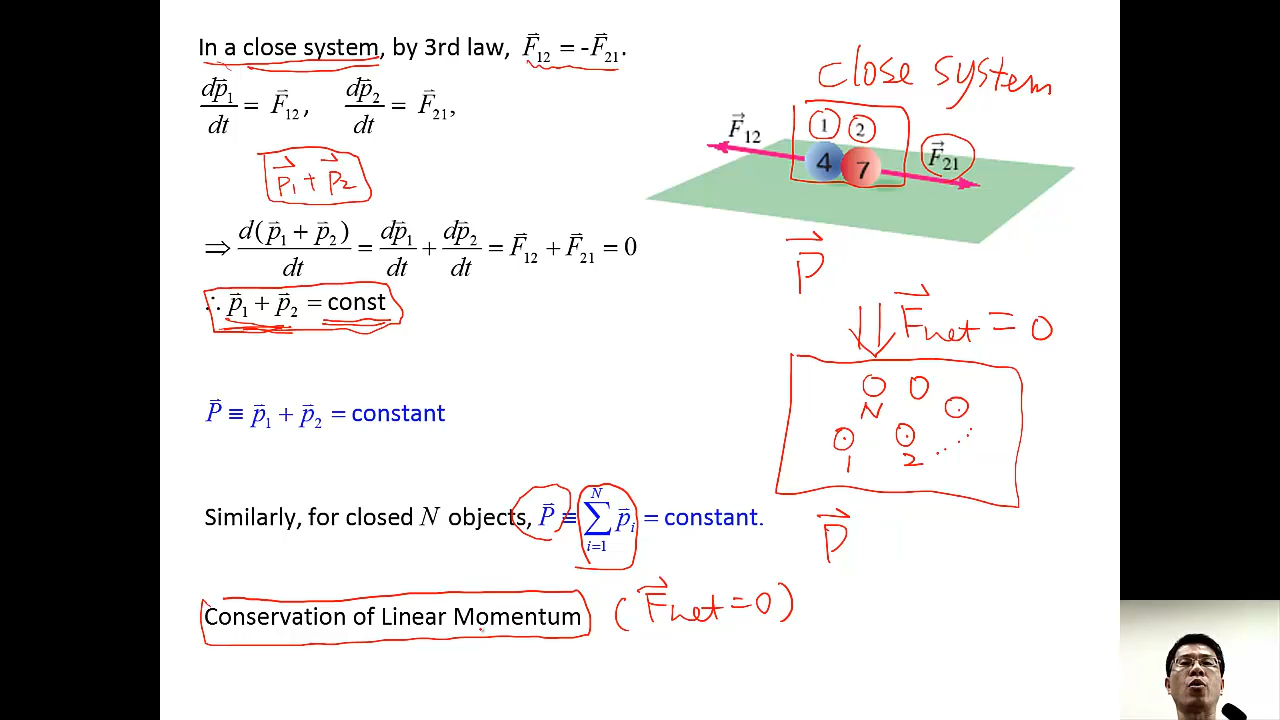 In a close system, by 3rd law, F⃗₁₂ = -F⃗₂₁.
dp⃗₁/dt = F⃗₁₂, dp⃗₂/dt = F⃗₂₁,
p⃗₁ + p⃗₂
⇒ d(p⃗₁ + p⃗₂)/dt = dp⃗₁/dt + dp⃗₂/dt = F⃗₁₂ + F⃗₂₁ = 0
∴ p⃗₁ + p⃗₂ = const
P⃗ ≡ p⃗₁ + p⃗₂ = constant
Similarly, for closed N objects, P⃗ ≡ ∑ᵢ₌₁ᴺ p⃗ᵢ = constant.
Conservation of Linear Momentum (F⃗net = 0)
close system
1 2
F⃗₁₂ 4 7 F⃗₂₁
P⃗
F⃗net = 0
N
1 2 .....
P⃗